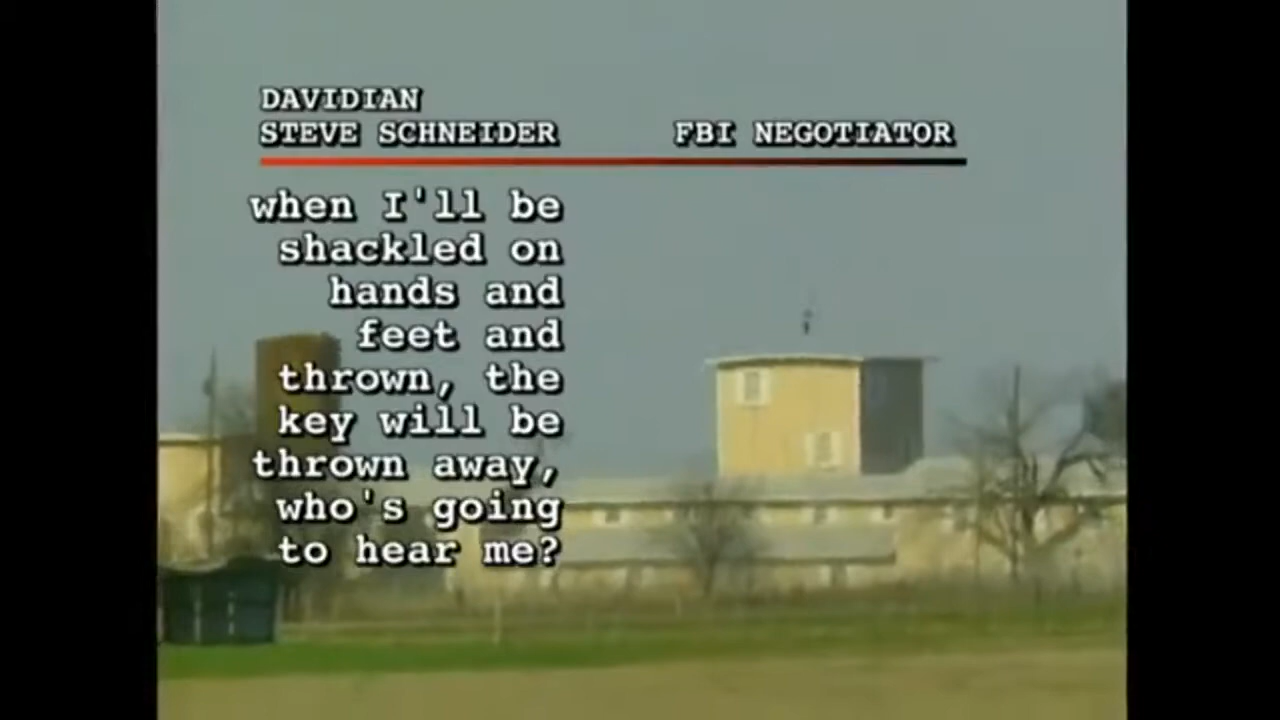 DAVIDIAN
STEVE SCHNEIDER
FBI NEGOTIATOR
when I'll be
shackled on
hands and
feet and
thrown, the
key will be
thrown away,
who's going
to hear me?